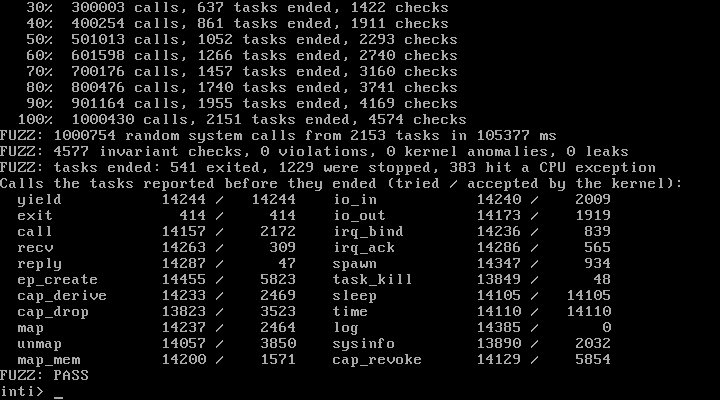 30%  300003 calls, 637 tasks ended, 1422 checks
40%  400254 calls, 861 tasks ended, 1911 checks
50%  501013 calls, 1052 tasks ended, 2293 checks
60%  601598 calls, 1266 tasks ended, 2740 checks
70%  700176 calls, 1457 tasks ended, 3160 checks
80%  800476 calls, 1740 tasks ended, 3741 checks
90%  901164 calls, 1955 tasks ended, 4169 checks
100%  1000430 calls, 2151 tasks ended, 4574 checks
FUZZ: 1000754 random system calls from 2153 tasks in 105377 ms
FUZZ: 4577 invariant checks, 0 violations, 0 kernel anomalies, 0 leaks
FUZZ: tasks ended: 541 exited, 1229 were stopped, 383 hit a CPU exception
Calls the tasks reported before they ended (tried / accepted by the kernel):
yield 14244 / 14244 io_in 14240 / 2009
exit 414 / 414 io_out 14173 / 1919
call 14157 / 2172 irq_bind 14236 / 839
recv 14263 / 309 irq_ack 14286 / 565
reply 14287 / 47 spawn 14347 / 934
ep_create 14455 / 5823 task_kill 13849 / 48
cap_derive 14233 / 2469 sleep 14105 / 14105
cap_drop 13823 / 3523 time 14110 / 14110
map 14237 / 2464 log 14385 / 0
unmap 14057 / 3850 sysinfo 13890 / 2032
map_mem 14200 / 1571 cap_revoke 14129 / 5854
FUZZ: PASS
inti> _